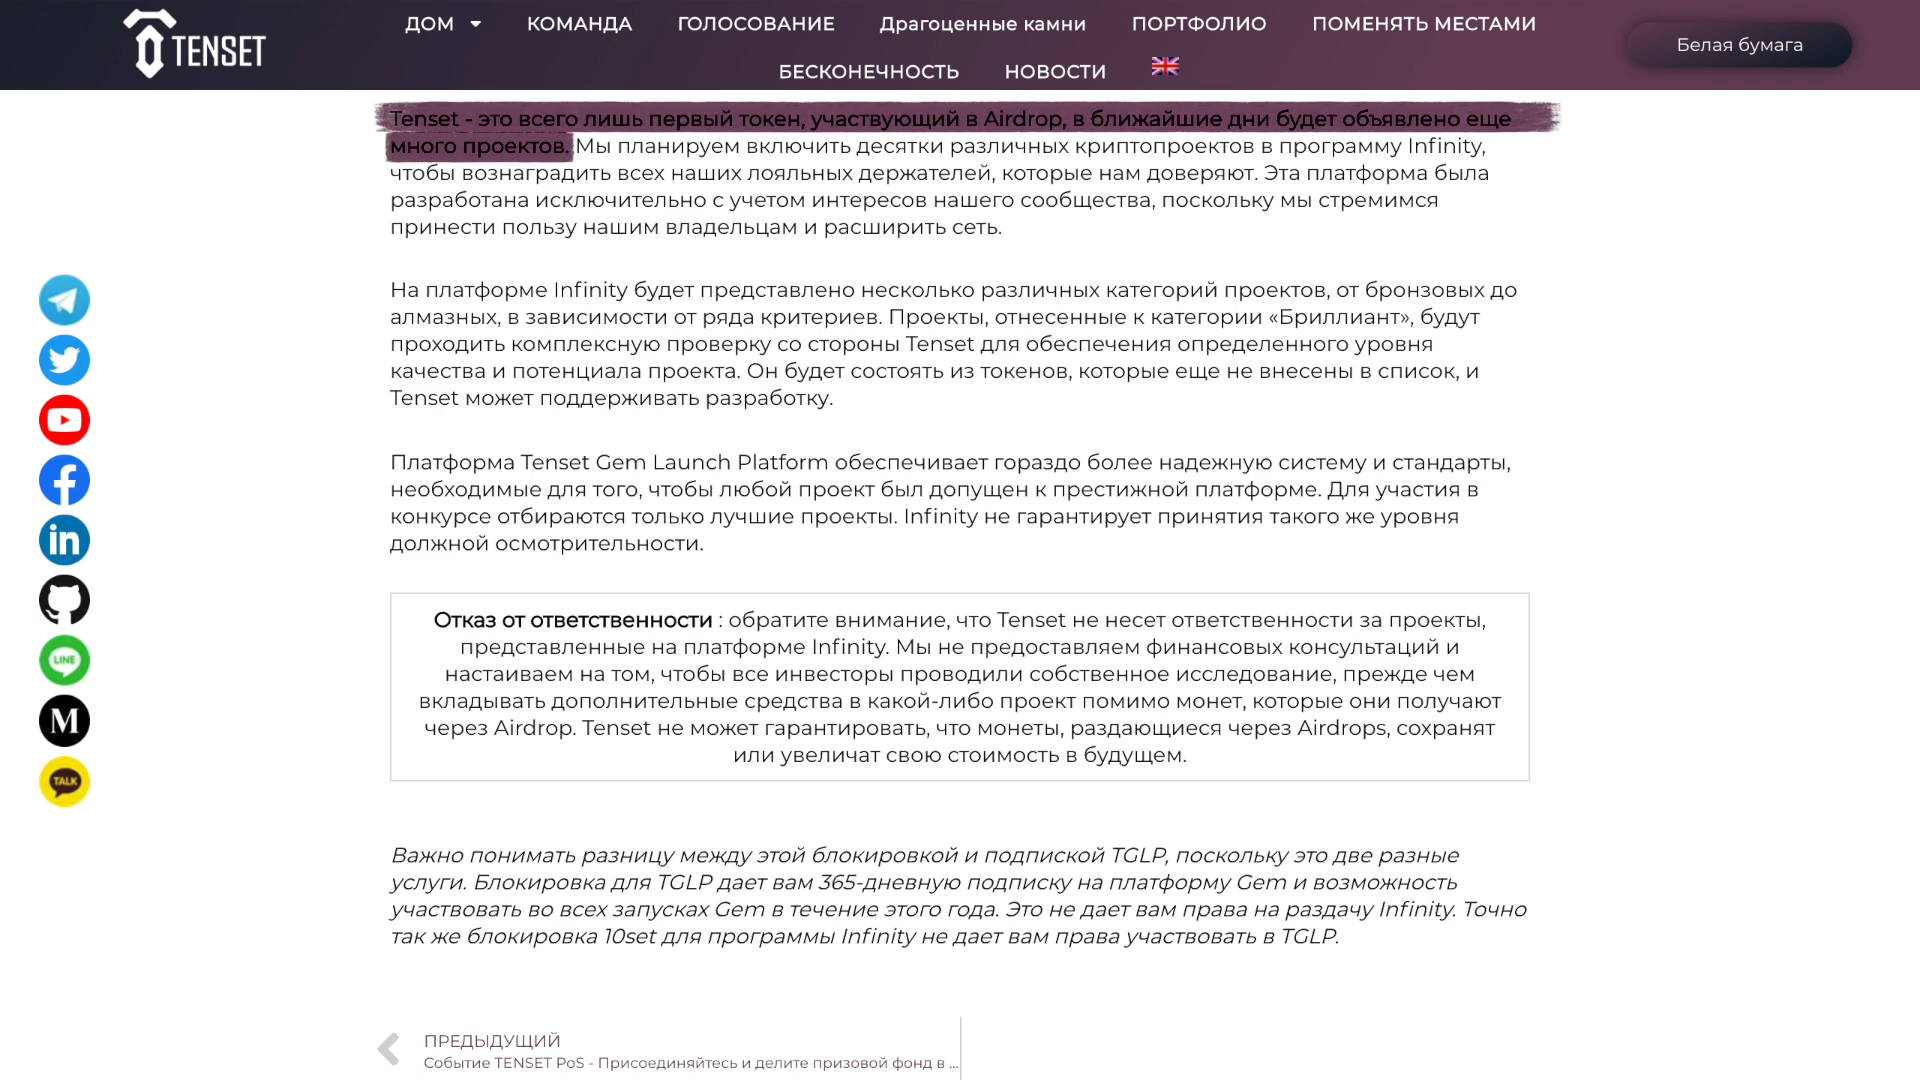 TENSET
ДОМ
КОМАНДА
ГОЛОСОВАНИЕ
Драгоценные камни
ПОРТФОЛИО
ПОМЕНЯТЬ МЕСТАМИ
БЕСКОНЕЧНОСТЬ
НОВОСТИ
Белая бумага
Tenset - это всего лишь первый токен, участвующий в Airdrop, в ближайшие дни будет объявлено еще
много проектов. Мы планируем включить десятки различных криптопроектов в программу Infinity,
чтобы вознаградить всех наших лояльных держателей, которые нам доверяют. Эта платформа была
разработана исключительно с учетом интересов нашего сообщества, поскольку мы стремимся
принести пользу нашим владельцам и расширить сеть.
На платформе Infinity будет представлено несколько различных категорий проектов, от бронзовых до
алмазных, в зависимости от ряда критериев. Проекты, отнесенные к категории «Бриллиант», будут
проходить комплексную проверку со стороны Tenset для обеспечения определенного уровня
качества и потенциала проекта. Он будет состоять из токенов, которые еще не внесены в список, и
Tenset может поддерживать разработку.
Платформа Tenset Gem Launch Platform обеспечивает гораздо более надежную систему и стандарты,
необходимые для того, чтобы любой проект был допущен к престижной платформе. Для участия в
конкурсе отбираются только лучшие проекты. Infinity не гарантирует принятия такого же уровня
должной осмотрительности.
Отказ от ответственности : обратите внимание, что Tenset не несет ответственности за проекты,
представленные на платформе Infinity. Мы не предоставляем финансовых консультаций и
настаиваем на том, чтобы все инвесторы проводили собственное исследование, прежде чем
вкладывать дополнительные средства в какой-либо проект помимо монет, которые они получают
через Airdrop. Tenset не может гарантировать, что монеты, раздающиеся через Airdrops, сохранят
или увеличат свою стоимость в будущем.
Важно понимать разницу между этой блокировкой и подпиской TGLP, поскольку это две разные
услуги. Блокировка для TGLP дает вам 365-дневную подписку на платформу Gem и возможность
участвовать во всех запусках Gem в течение этого года. Это не дает вам права на раздачу Infinity. Точно
так же блокировка 10set для программы Infinity не дает вам права участвовать в TGLP.
ПРЕДЫДУЩИЙ
Событие TENSET PoS - Присоединяйтесь и делите призовой фонд в ...
in
LINE
M
TALK